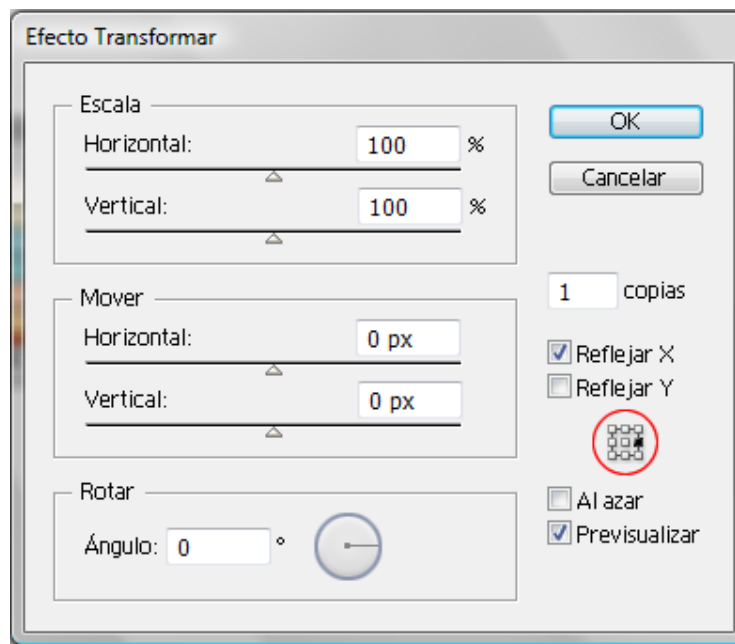 Efecto Transformar
Escala
Horizontal: 100 %
Vertical: 100 %
Mover
Horizontal: 0 px
Vertical: 0 px
Rotar
Ángulo: 0 °
OK
Cancelar
1 copias
Reflejar X
Reflejar Y
Al azar
Previsualizar